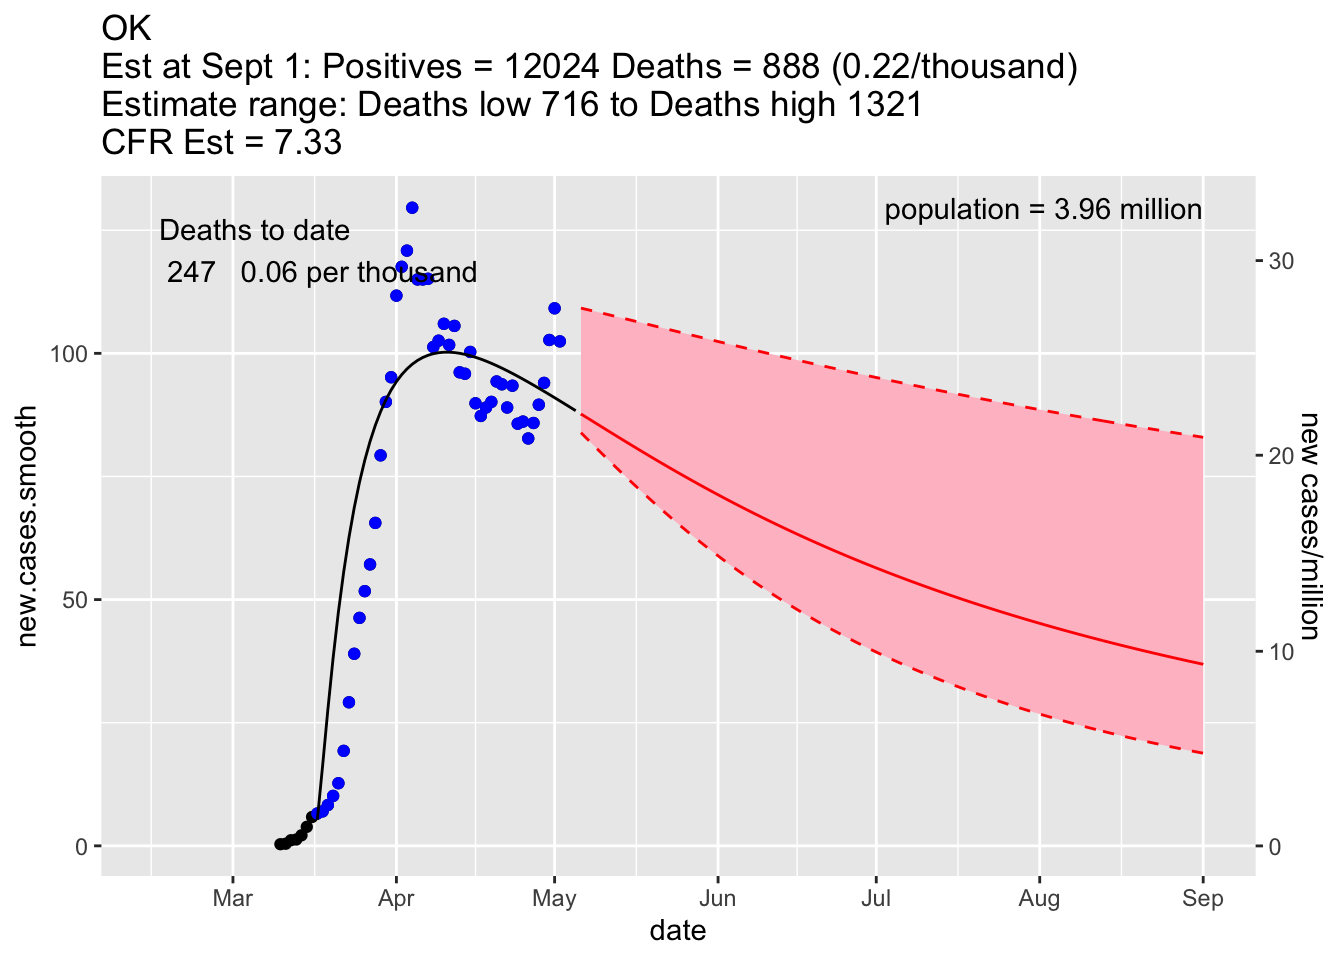 OK
Est at Sept 1: Positives = 12024 Deaths = 888 (0.22/thousand)
Estimate range: Deaths low 716 to Deaths high 1321
CFR Est = 7.33
Deaths to date
247 0.06 per thousand
population = 3.96 million
new.cases.smooth
100
50
0
30
20
10
0
new cases/million
Mar Apr May Jun Jul Aug Sep
date